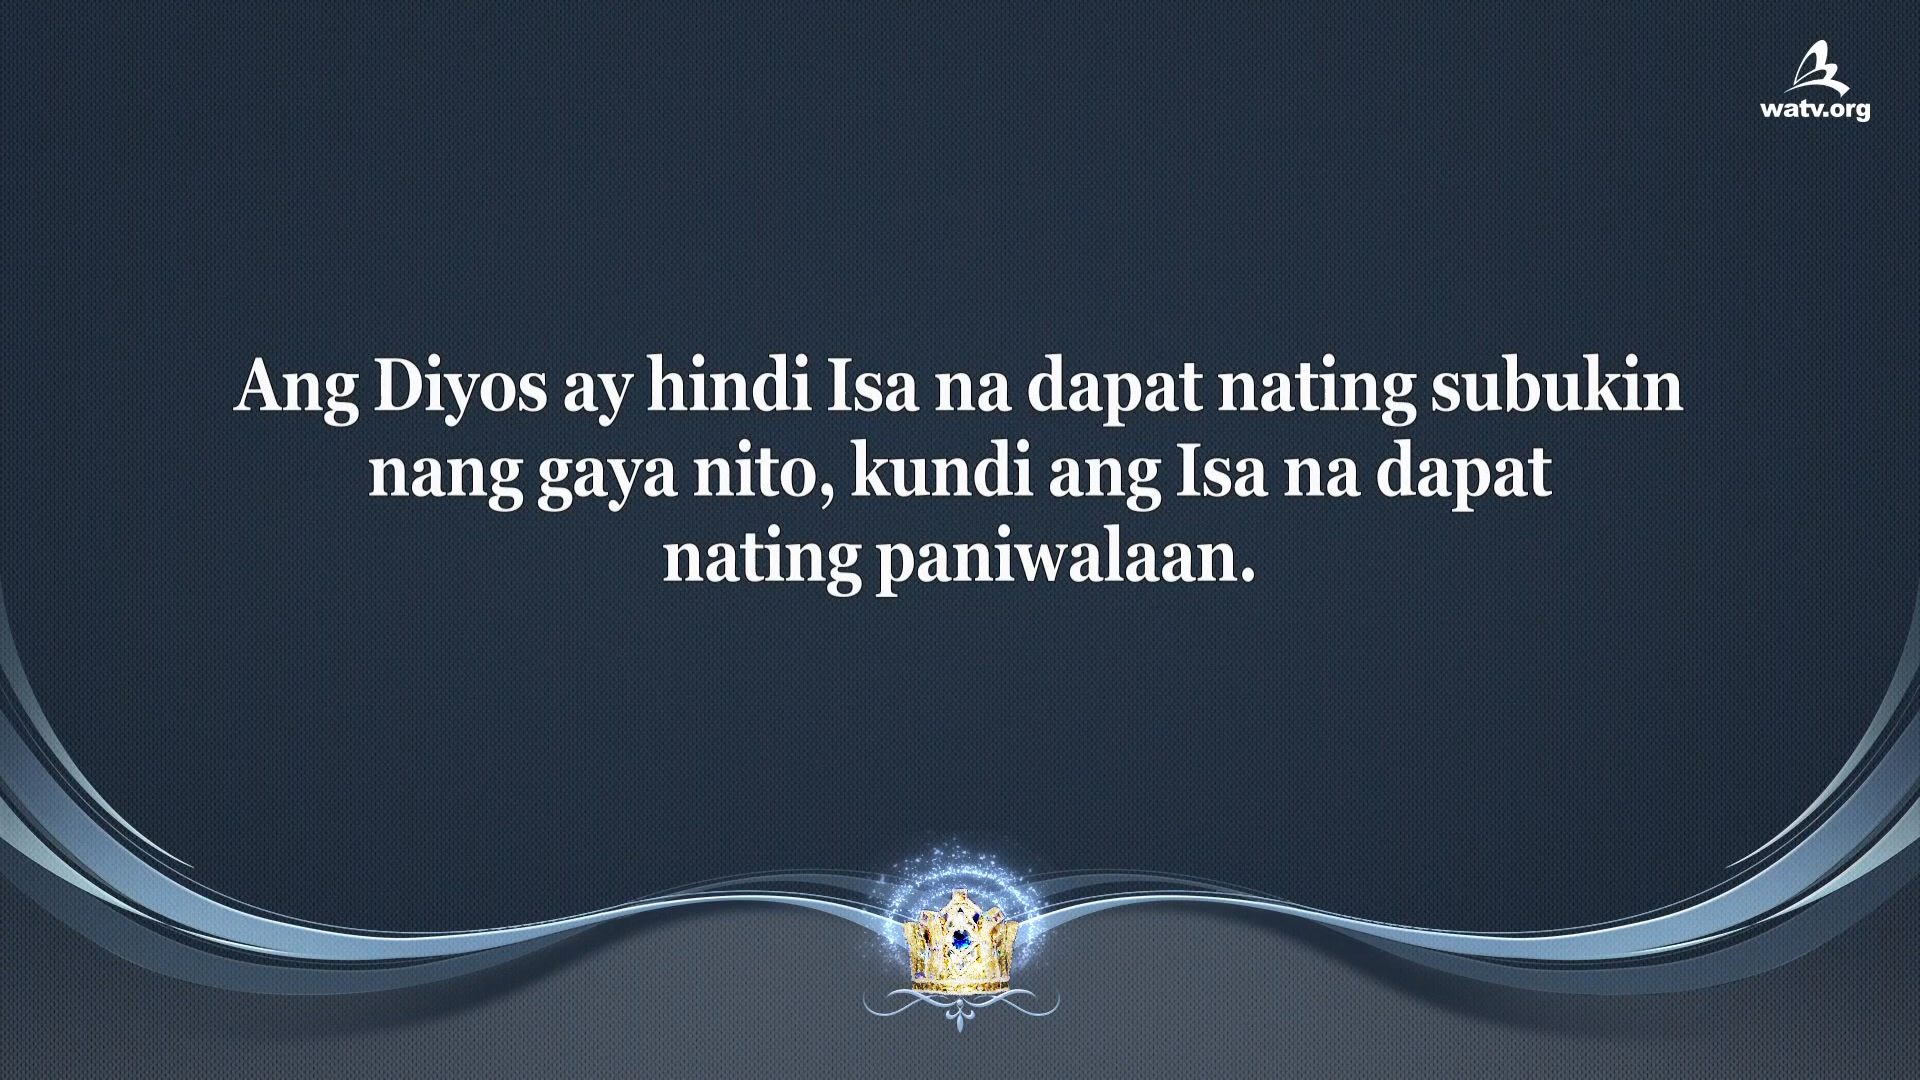 watv.org
Ang Diyos ay hindi Isa na dapat nating subukin
nang gaya nito, kundi ang Isa na dapat
nating paniwalaan.